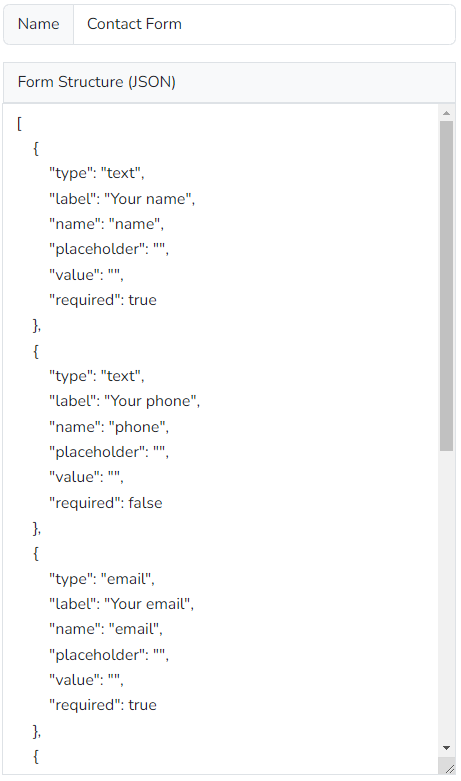 Name Contact Form
Form Structure (JSON)
[
{
"type": "text",
"label": "Your name",
"name": "name",
"placeholder": "",
"value": "",
"required": true
},
{
"type": "text",
"label": "Your phone",
"name": "phone",
"placeholder": "",
"value": "",
"required": false
},
{
"type": "email",
"label": "Your email",
"name": "email",
"placeholder": "",
"value": "",
"required": true
},
{